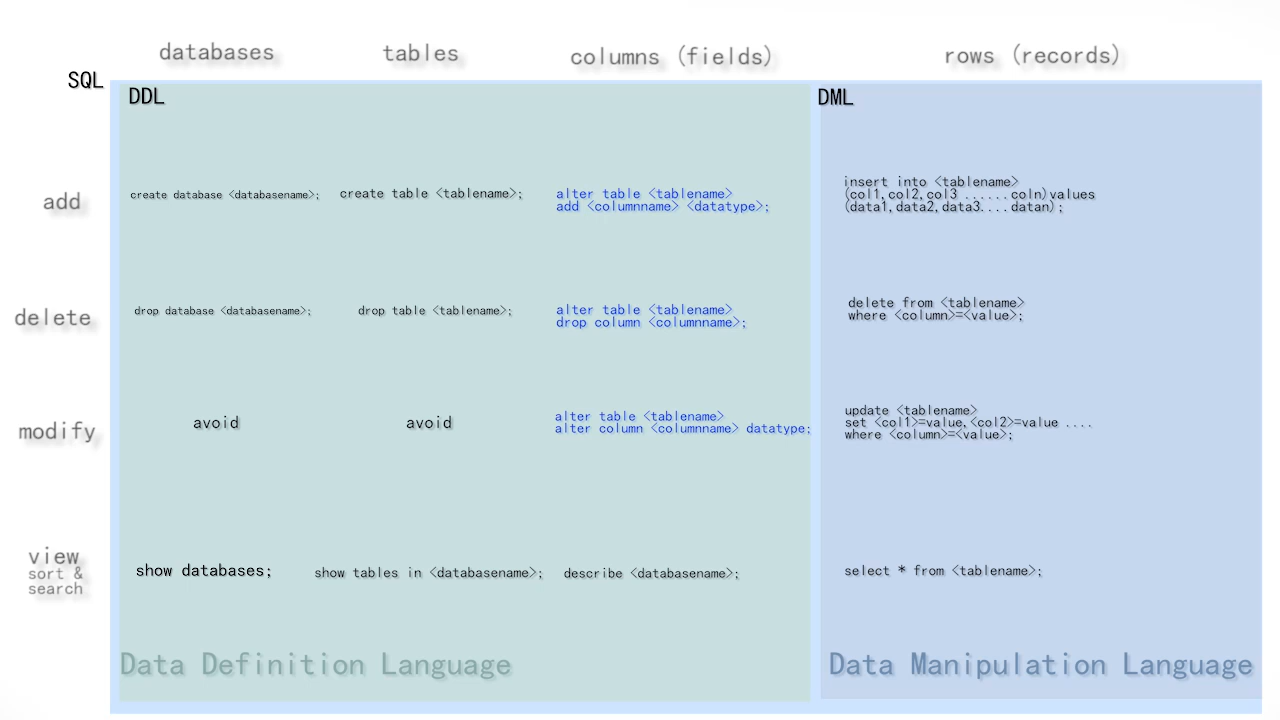 databases
tables
columns (fields)
rows (records)
SQL
DDL
DML
add
create database <databasename>;
create table <tablename>;
alter table <tablename>
add <columnname> <datatype>;
insert into <tablename>
(col1,col2,col3 ......coln)values
(data1,data2,data3....datan);
delete
drop database <databasename>;
drop table <tablename>;
alter table <tablename>
drop column <columnname>;
delete from <tablename>
where <column>=<value>;
modify
avoid
avoid
alter table <tablename>
alter column <columnname> datatype;
update <tablename>
set <col1>=value,<col2>=value ....
where <column>=<value>;
view
sort &
search
show databases;
show tables in <databasename>;
describe <databasename>;
select * from <tablename>;
Data Definition Language
Data Manipulation Language